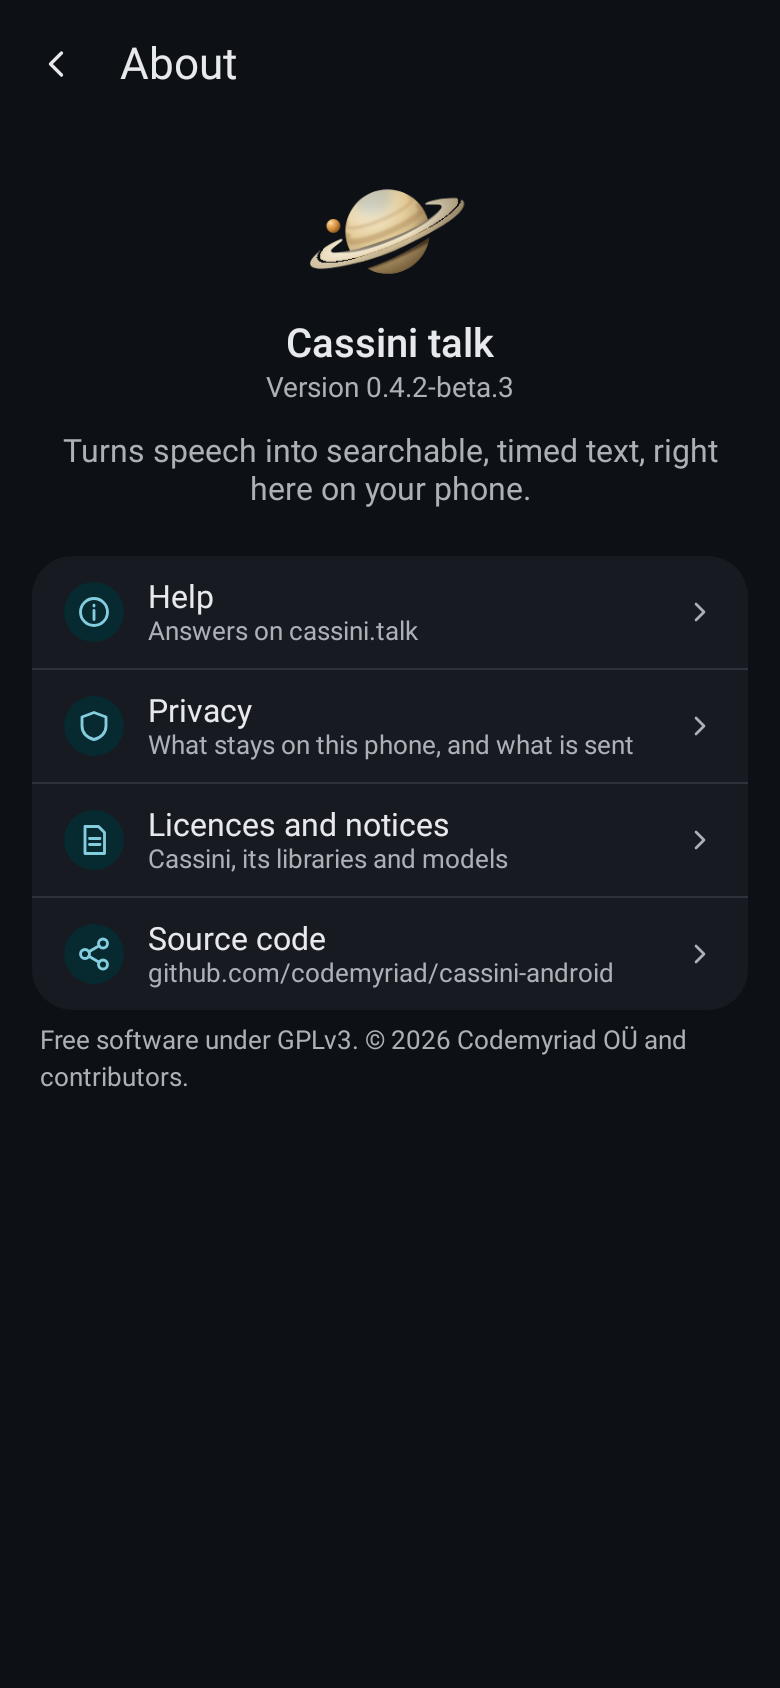 About
Cassini talk
Version 0.4.2-beta.3
Turns speech into searchable, timed text, right
here on your phone.
Help
Answers on cassini.talk
Privacy
What stays on this phone, and what is sent
Licences and notices
Cassini, its libraries and models
Source code
github.com/codemyriad/cassini-android
Free software under GPLv3. © 2026 Codemyriad OÜ and
contributors.